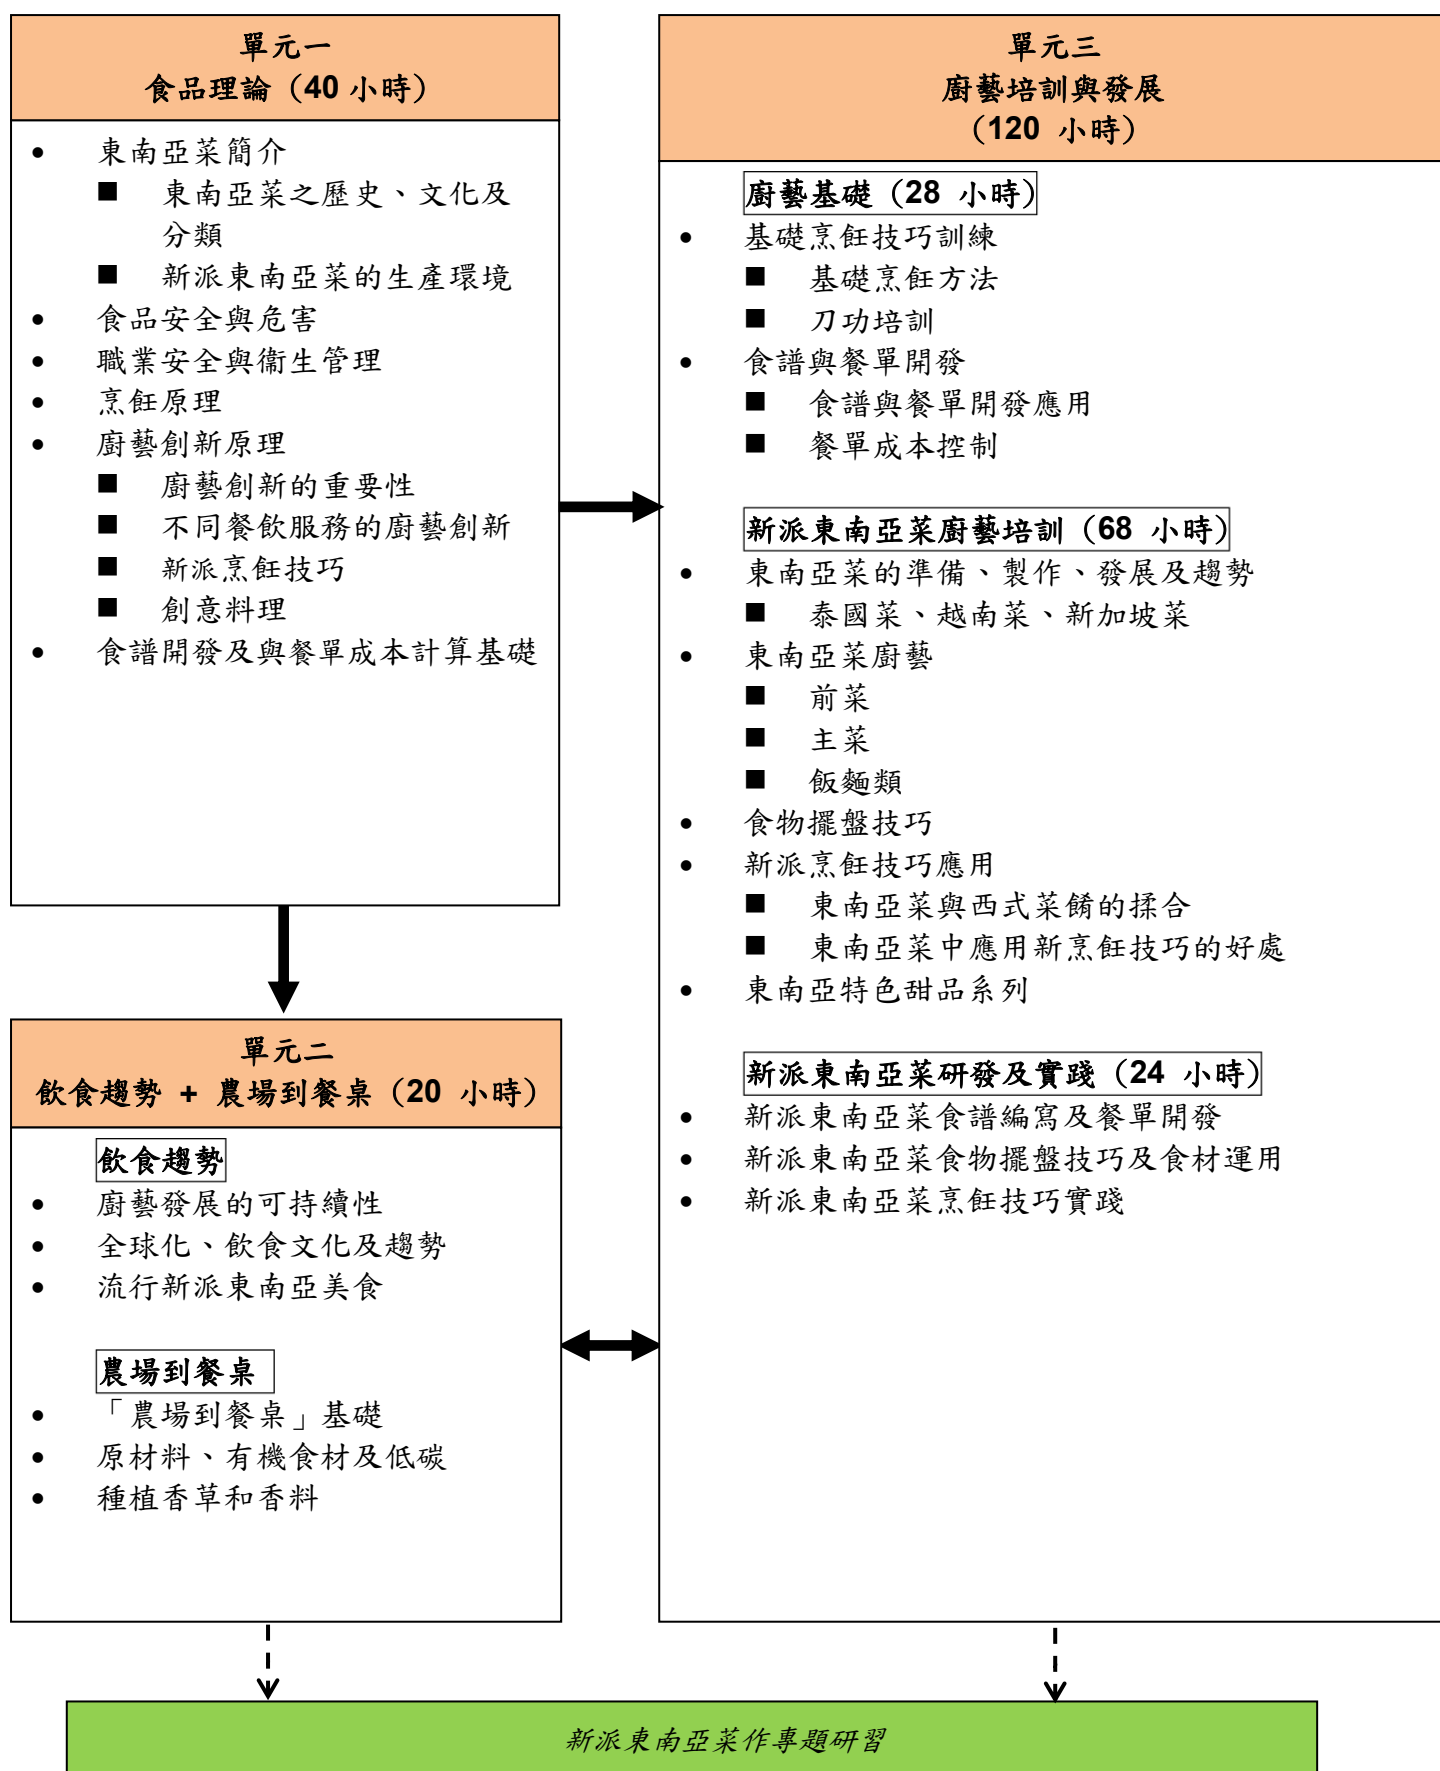 單元一
食品理論（40 小時）
• 東南亞菜簡介
■ 東南亞菜之歷史、文化及
分類
■ 新派東南亞菜的生產環境
• 食品安全與危害
• 職業安全與衞生管理
• 烹飪原理
• 廚藝創新原理
■ 廚藝創新的重要性
■ 不同餐飲服務的廚藝創新
■ 新派烹飪技巧
■ 創意料理
• 食譜開發及與餐單成本計算基礎
單元二
飲食趨勢 + 農場到餐桌（20 小時）
飲食趨勢
• 廚藝發展的可持續性
• 全球化、飲食文化及趨勢
• 流行新派東南亞美食
農場到餐桌
• 「農場到餐桌」基礎
• 原材料、有機食材及低碳
• 種植香草和香料
單元三
廚藝培訓與發展
（120 小時）
廚藝基礎（28 小時）
• 基礎烹飪技巧訓練
■ 基礎烹飪方法
■ 刀功培訓
• 食譜與餐單開發
■ 食譜與餐單開發應用
■ 餐單成本控制
新派東南亞菜廚藝培訓（68 小時）
• 東南亞菜的準備、製作、發展及趨勢
■ 泰國菜、越南菜、新加坡菜
• 東南亞菜廚藝
■ 前菜
■ 主菜
■ 飯麵類
• 食物擺盤技巧
• 新派烹飪技巧應用
■ 東南亞菜與西式菜餚的揉合
■ 東南亞菜中應用新烹飪技巧的好處
• 東南亞特色甜品系列
新派東南亞菜研發及實踐（24 小時）
• 新派東南亞菜食譜編寫及餐單開發
• 新派東南亞菜食物擺盤技巧及食材運用
• 新派東南亞菜烹飪技巧實踐
新派東南亞菜作專題研習